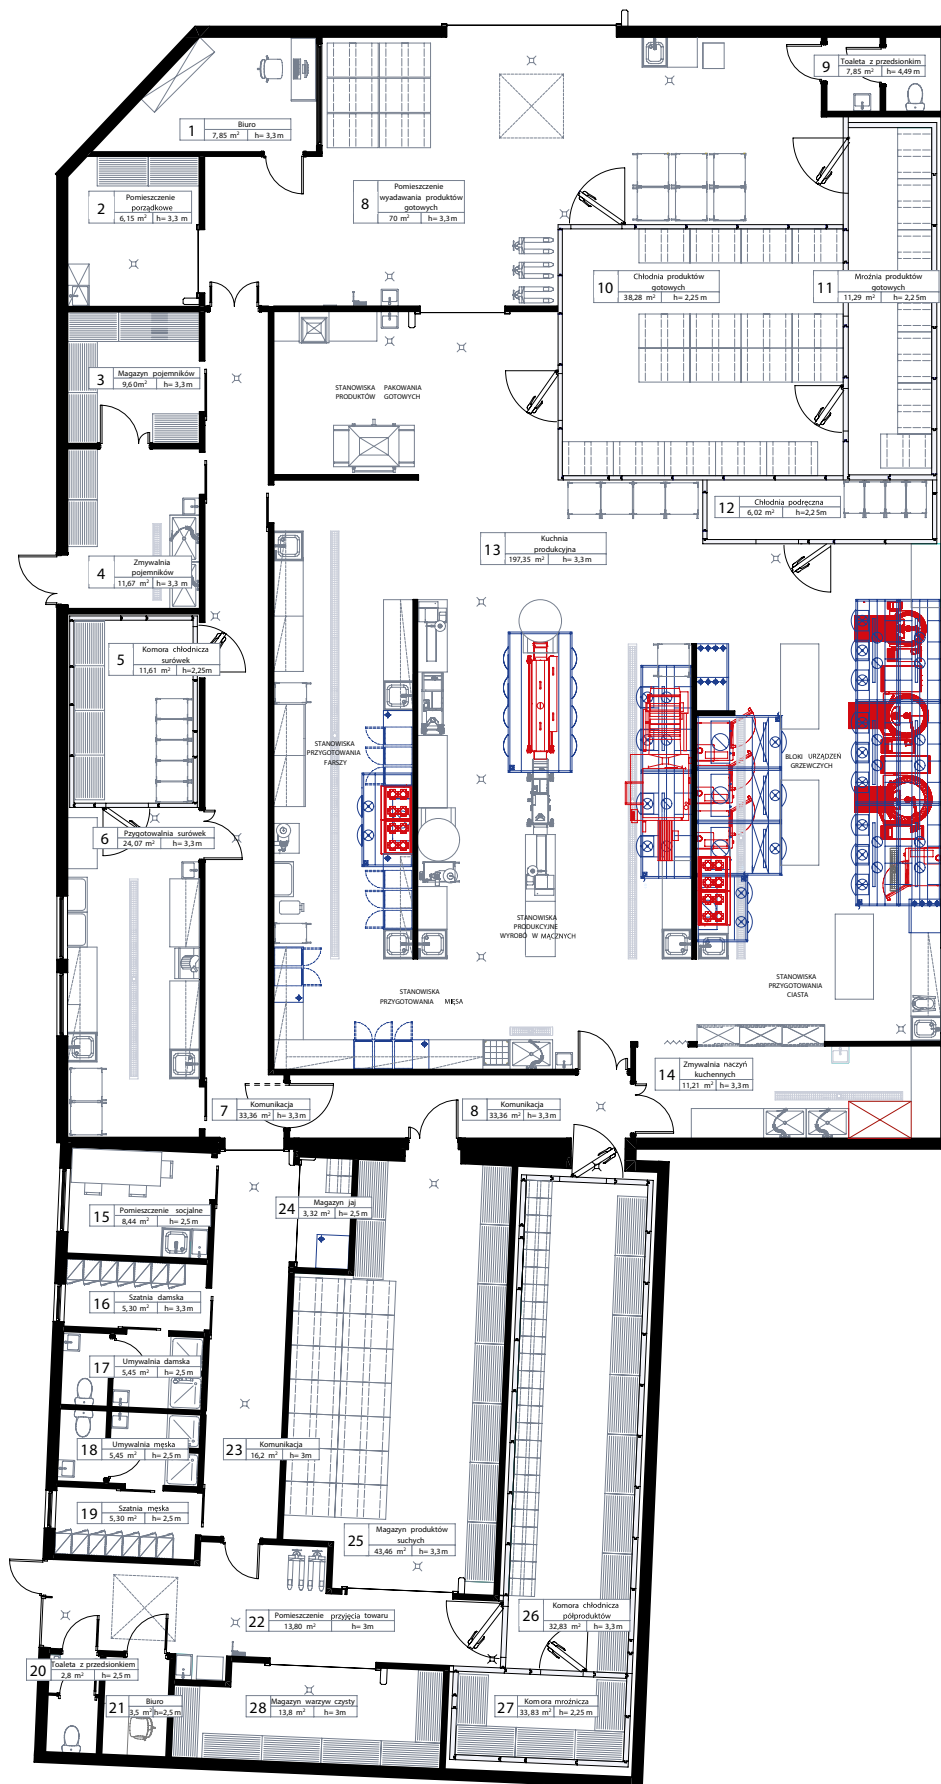 1
Biuro
7,85 m² h= 3,3m
9
Toaleta z przedsionkiem
7,85 m² h= 4,49m
2
Pomieszczenie
porządkowe
6,15 m² h= 3,3 m
8
Pomieszczenie
wyadawania produktów
gotowych
70 m² h= 3,3m
10
Chłodnia produktów
gotowych
38,28 m² h= 2,25m
11
Mroźnia produktów
gotowych
11,29 m² h= 2,25m
3
Magazyn pojemników
9,60m² h= 3,3m
STANOWISKA PAKOWANIA
PRODUKTÓW GOTOWYCH
12
Chłodnia podręczna
6,02 m² h=2,25m
13
Kuchnia
produkcyjna
197,35 m² h= 3,3m
4
Zmywalnia
pojemników
11,67 m² h= 3,3 m
5
Komora chłodnicza
surówek
11,61 m² h=2,25m
STANOWISKA
PRZYGOTOWANIA
FARSZY
BLOKI URZĄDZEŃ
GRZEWCZYCH
6
Pzygotowalnia surówek
24,07 m² h= 3,3m
STANOWISKA
PRODUKCYJNE
WYROBÓ W MĄCZNYCH
STANOWISKA
PRZYGOTOWANIA MIĘSA
STANOWISKA
PRZYGOTOWANIA
CIASTA
14
Zmywalnia naczyń
kuchennych
11,21 m² h= 3,3m
7
Komunikacja
33,36 m² h= 3,3m
8
Komunikacja
33,36 m² h= 3,3m
15
Pomieszczenie socjalne
8,44 m² h= 2,5m
24
Magazyn jaj
3,32 m² h= 2,5m
16
Szatnia damska
5,30 m² h= 3,3m
17
Umywalnia damska
5,45 m² h= 2,5m
18
Umywalnia męska
5,45 m² h= 2,5m
23
Komunikacja
16,2 m² h= 3m
19
Szatnia męska
5,30 m² h= 2,5m
25
Magazyn produktów
suchych
43,46 m² h= 3,3m
22
Pomieszczenie przyjęcia towaru
13,80 m² h= 3m
26
Komora chłodnicza
półproduktów
32,83 m² h= 3,3m
20
Toaleta z przedsionkiem
2,8 m² h= 2,5m
21
Biuro
3,5 m² h=2,5m
28
Magazyn warzyw czysty
13,8 m² h= 3m
27
Komora mroźnicza
33,83 m² h= 2,25m